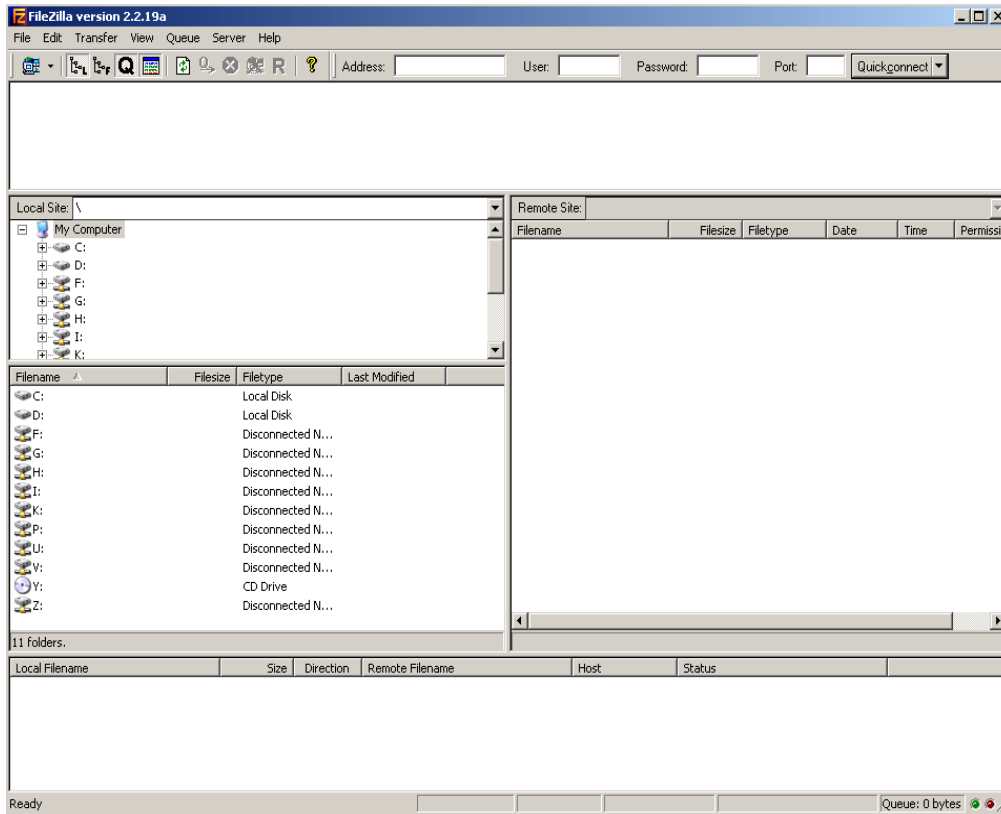 FileZilla version 2.2.19a
File Edit Transfer View Queue Server Help
Address: User: Password: Port: Quickconnect
Local Site: \
Remote Site:
My Computer
C:
D:
F:
G:
H:
I:
K:
Filename Filesize Filetype Date Time Permissi
Filename Filesize Filetype Last Modified
C: Local Disk
D: Local Disk
F: Disconnected N...
G: Disconnected N...
H: Disconnected N...
I: Disconnected N...
K: Disconnected N...
P: Disconnected N...
U: Disconnected N...
V: Disconnected N...
Y: CD Drive
Z: Disconnected N...
11 folders.
Local Filename Size Direction Remote Filename Host Status
Ready Queue: 0 bytes